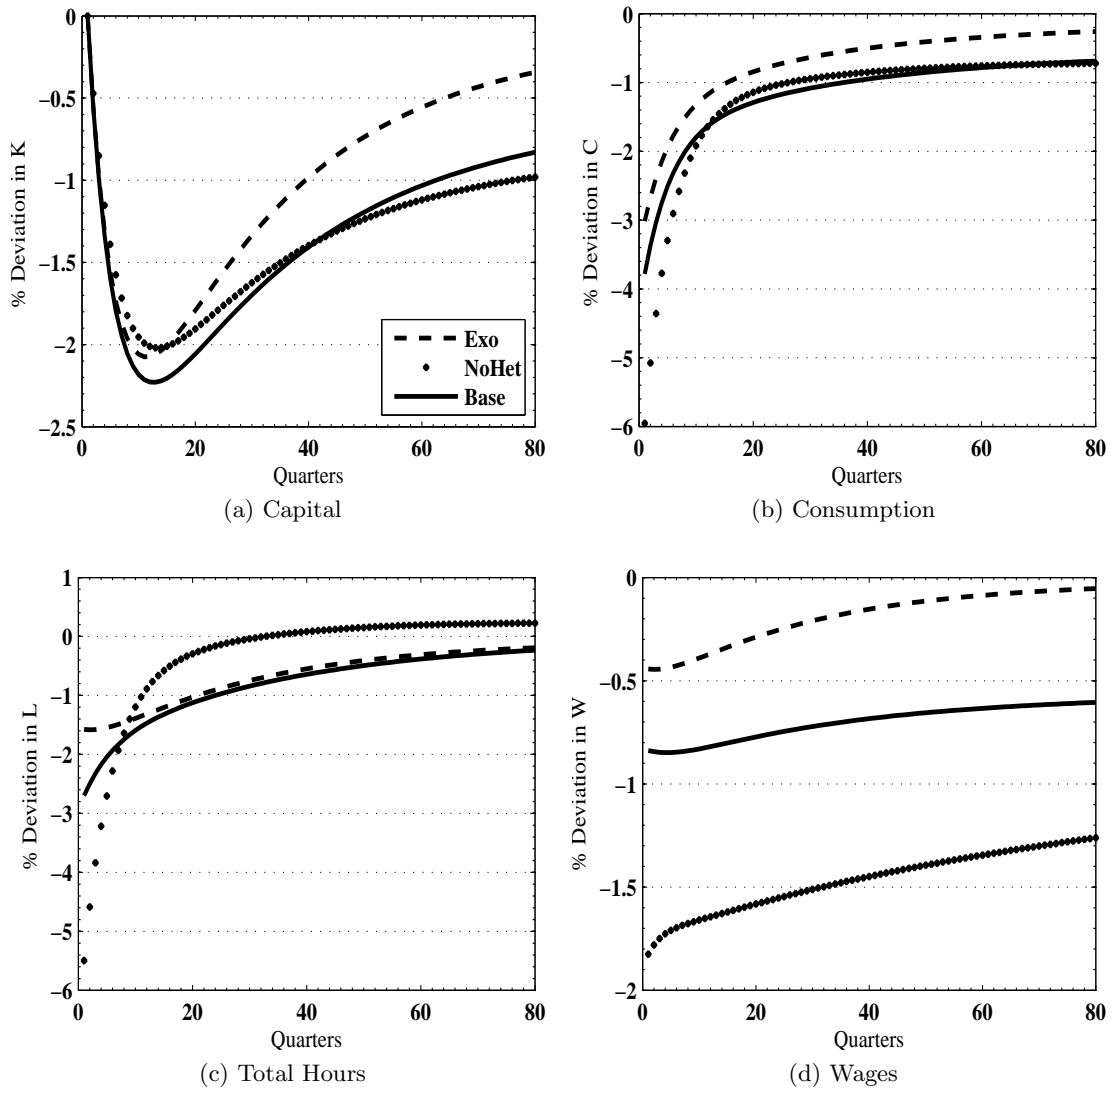 0
−0.5
−1
−1.5
−2
−2.5
% Deviation in K
0 20 40 60 80
Quarters
Exo
NoHet
Base
(a) Capital
0
−1
−2
−3
−4
−5
−6
% Deviation in C
0 20 40 60 80
Quarters
(b) Consumption
1
0
−1
−2
−3
−4
−5
−6
% Deviation in L
0 20 40 60 80
Quarters
(c) Total Hours
0
−0.5
−1
−1.5
−2
% Deviation in W
0 20 40 60 80
Quarters
(d) Wages